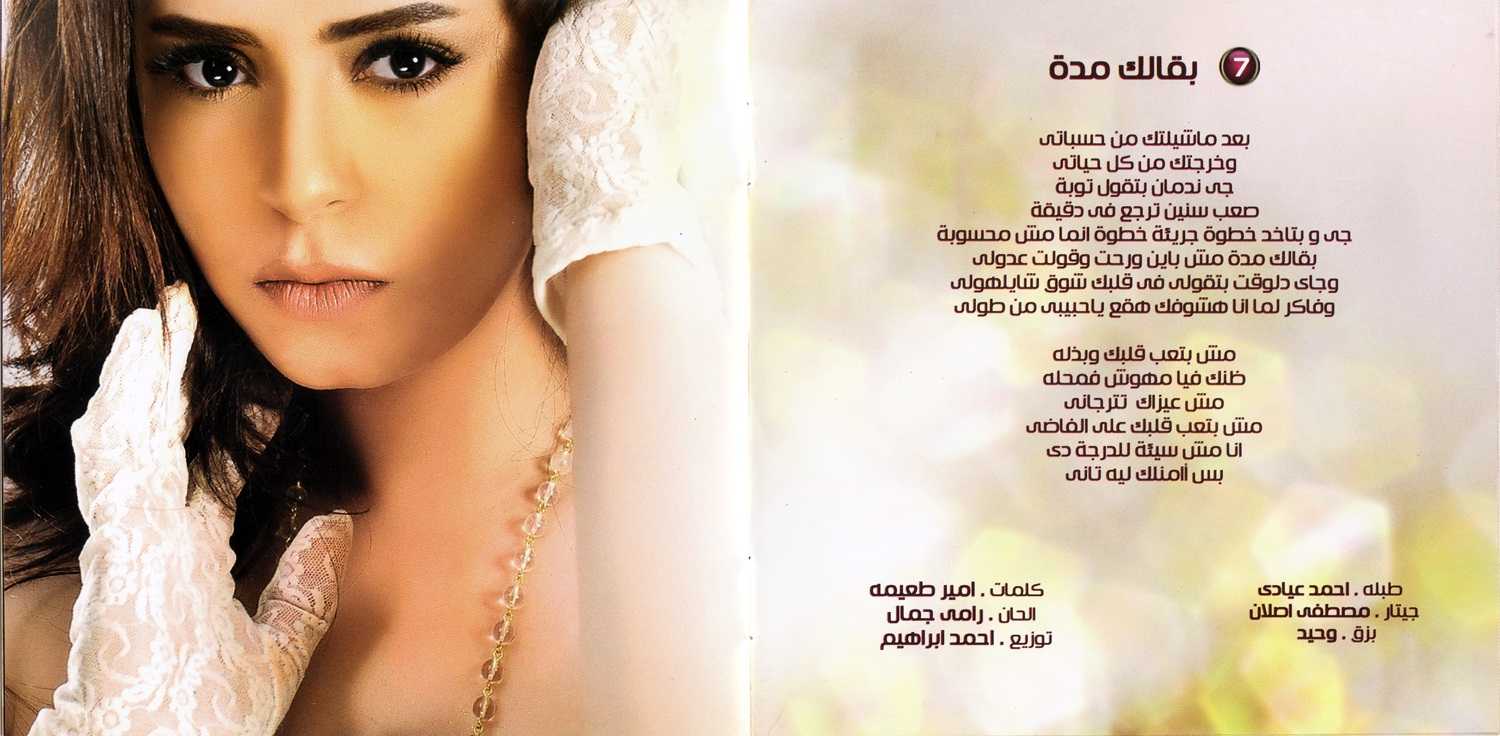 7 بقالك مدة
بعد ماشيلتك من حسباتى
وخرجتك من كل حياتى
جى ندمان بتقول توبة
صعب سنين ترجع فى دقيقة
جى و بتاخد خطوة جريئة خطوة انما مش محسوبة
بقالك مدة مش باين ورحت وقولت عدولى
وجاى دلوقت بتقولى فى قلبك شوق شايلهولى
وفاكر لما انا هشوفك هقع ياحبيبى من طولى
مش بتعب قلبك وبذله
ظنك فيا مهوش فمحله
مش عيزاك تترجانى
مش بتعب قلبك على الفاضى
انا مش سيئة للدرجة دى
بس أامنلك ليه تانى
طبله . احمد عيادى
جيتار . مصطفى اصلان
بزق . وحيد
كلمات . امير طعيمه
الحان . رامى جمال
توزيع . احمد ابراهيم